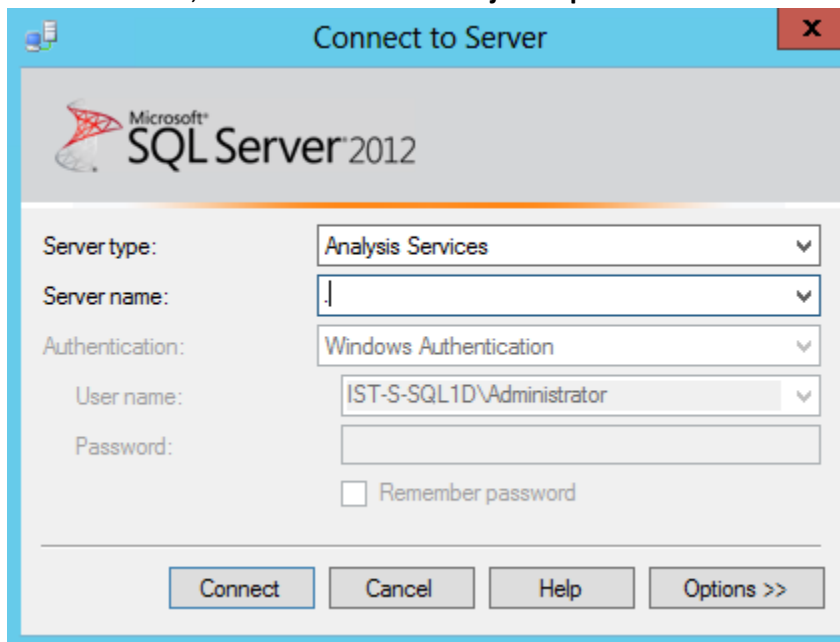 Connect to Server
x
Microsoft®
SQL Server® 2012
Server type: Analysis Services
Server name: .
Authentication: Windows Authentication
User name: IST-S-SQL1D\Administrator
Password:
Remember password
Connect Cancel Help Options >>